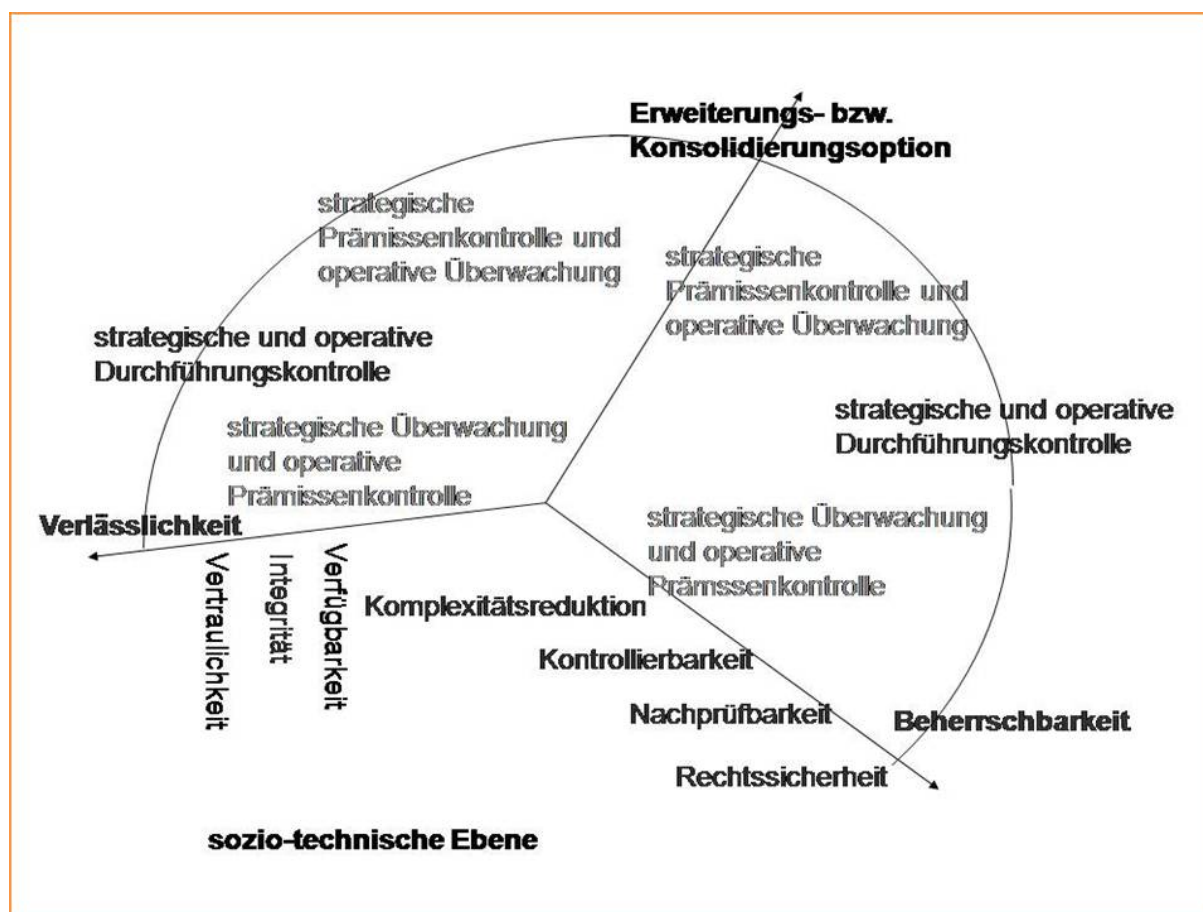 Erweiterungs- bzw.
Konsolidierungsoption
strategische
Prämissenkontrolle und
operative Überwachung
strategische
Prämissenkontrolle und
operative Überwachung
strategische und operative
Durchführungskontrolle
strategische und operative
Durchführungskontrolle
strategische Überwachung
und operative
Prämissenkontrolle
strategische Überwachung
und operative
Prämssenkontrolle
Verlässlichkeit
Vertraulichkeit
Integrität
Verfügbarkeit
Komplexitätsreduktion
Kontrollierbarkeit
Nachprüfbarkeit
Beherrschbarkeit
Rechtssicherheit
sozio-technische Ebene